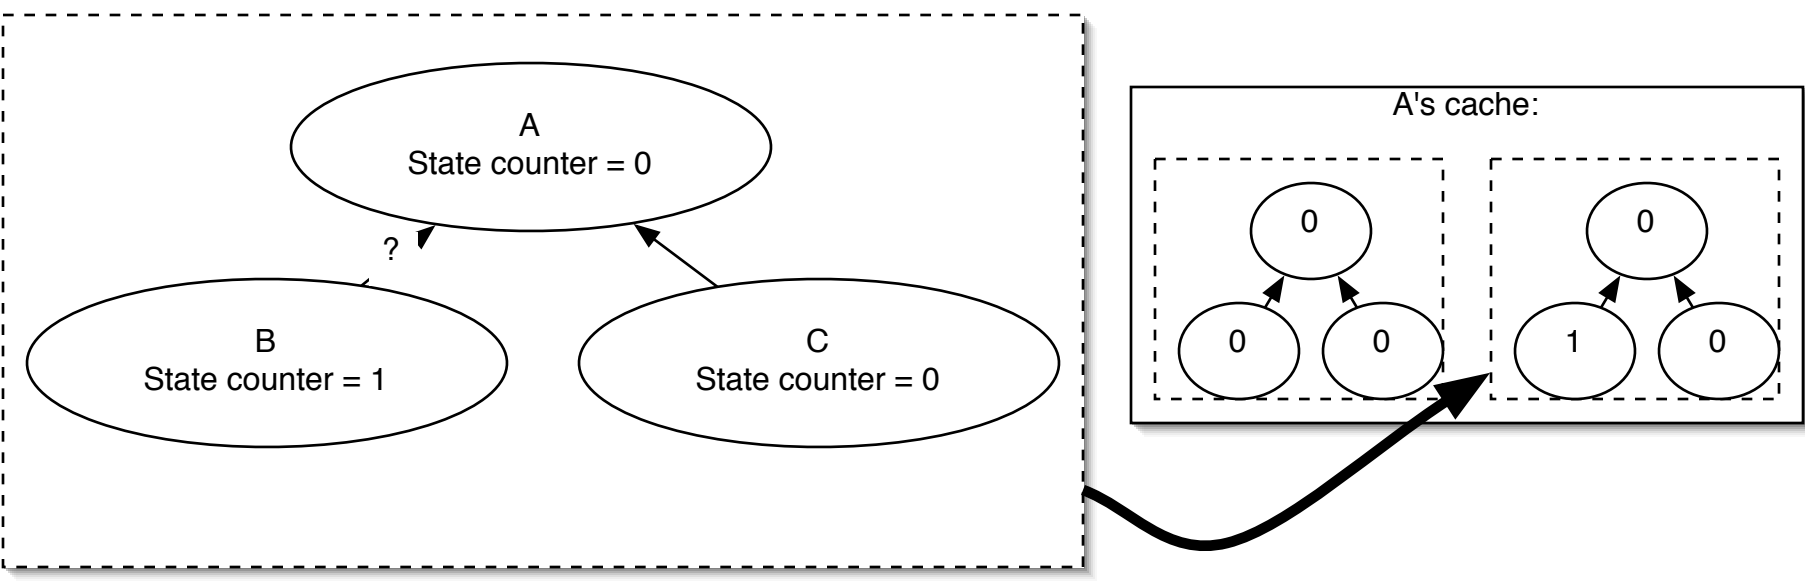 A
State counter = 0
?
B
State counter = 1
C
State counter = 0
A's cache:
0
0
0
0
1
0